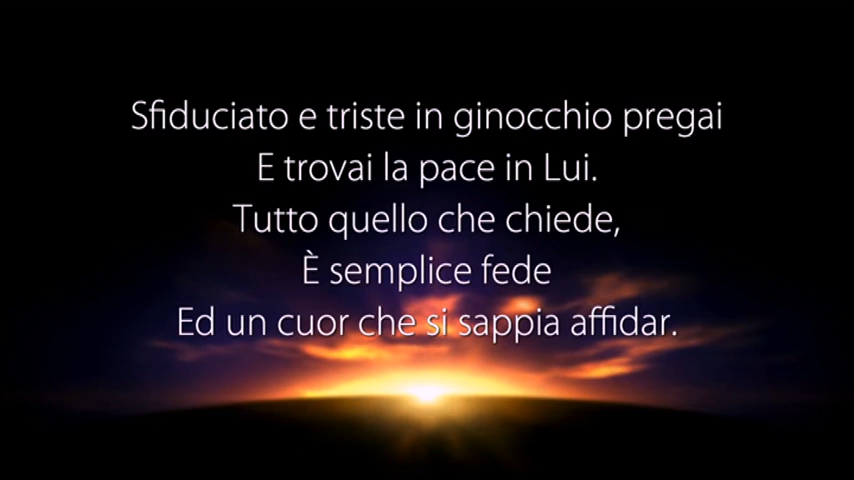 Sfiduciato e triste in ginocchio pregai
E trovai la pace in Lui.
Tutto quello che chiede,
È semplice fede
Ed un cuor che si sappia affidar.